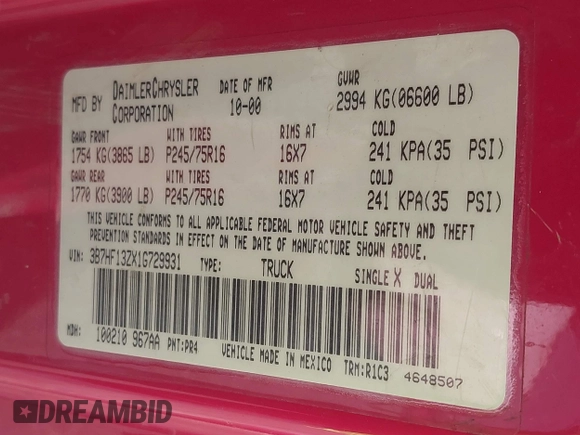 MFD BY DAIMLERCHRYSLER CORPORATION DATE OF MFR 10-00 GVWR 2994 KG(06600 LB)
GAWR FRONT WITH TIRES RIMS AT COLD
1754 KG(3865 LB) P245/75R16 16X7 241 KPA(35 PSI)
GAWR REAR WITH TIRES RIMS AT COLD
1770 KG(3900 LB) P245/75R16 16X7 241 KPA(35 PSI)
THIS VEHICLE CONFORMS TO ALL APPLICABLE FEDERAL MOTOR VEHICLE SAFETY AND THEFT
PREVENTION STANDARDS IN EFFECT ON THE DATE OF MANUFACTURE SHOWN ABOVE.
VIN: 3B7HF13ZX1G729931 TYPE: TRUCK SINGLE X DUAL
MDH: 100210 967AA PNT:PR4 VEHICLE MADE IN MEXICO TRM:R1C3 4648507
DREAMBID